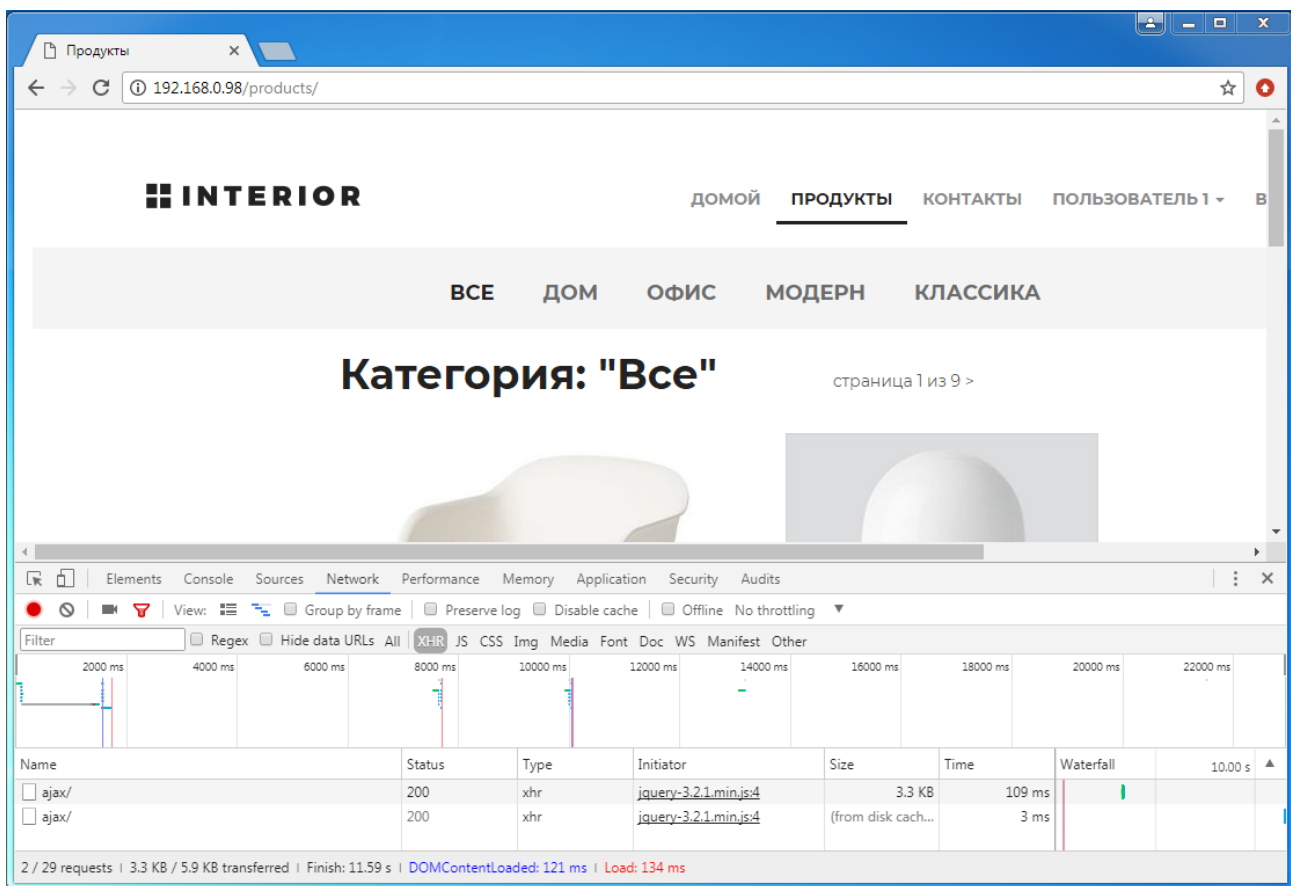 Продукты
192.168.0.98/products/
INTERIOR
ДОМОЙ ПРОДУКТЫ КОНТАКТЫ ПОЛЬЗОВАТЕЛЬ 1 В
ВСЕ ДОМ ОФИС МОДЕРН КЛАССИКА
Категория: "Все"
страница 1 из 9 >
Elements Console Sources Network Performance Memory Application Security Audits
View: Group by frame Preserve log Disable cache Offline No throttling
Filter Regex Hide data URLs All XHR JS CSS Img Media Font Doc WS Manifest Other
2000 ms 4000 ms 6000 ms 8000 ms 10000 ms 12000 ms 14000 ms 16000 ms 18000 ms 20000 ms 22000 ms
Name Status Type Initiator Size Time Waterfall 10.00 s
ajax/ 200 xhr jquery-3.2.1.min.js:4 3.3 KB 109 ms
ajax/ 200 xhr jquery-3.2.1.min.js:4 (from disk cach... 3 ms
2 / 29 requests | 3.3 KB / 5.9 KB transferred | Finish: 11.59 s | DOMContentLoaded: 121 ms | Load: 134 ms